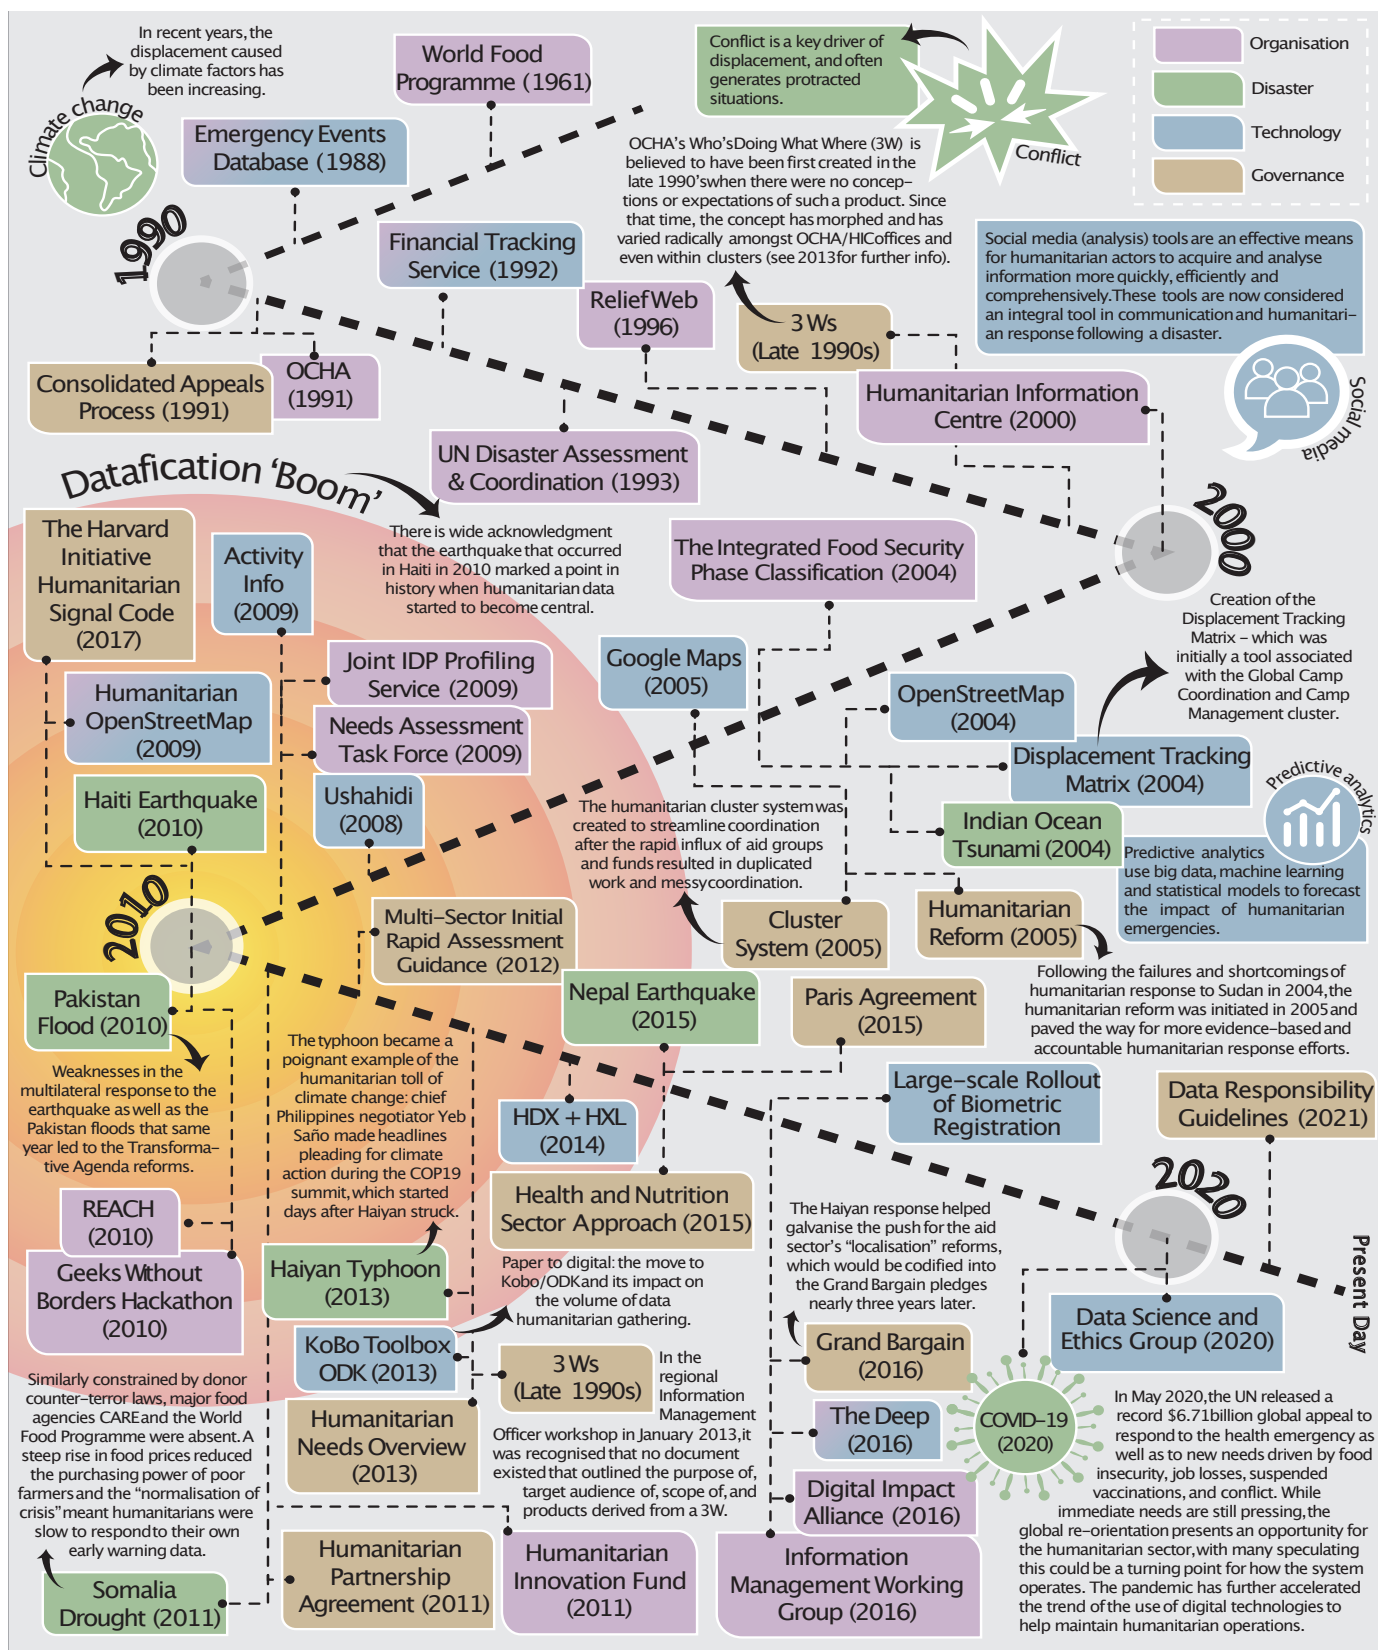 In recent years, the
displacement caused
by climate factors has
been increasing.
Climate change
World Food
Programme (1961)
Conflict is a key driver of
displacement, and often
generates protracted
situations.
Conflict
Organisation
Disaster
Technology
Governance
Emergency Events
Database (1988)
OCHA's Who's Doing What Where (3W) is
believed to have been first created in the
late 1990's when there were no concep-
tions or expectations of such a product. Since
that time, the concept has morphed and has
varied radically amongst OCHA/HIC offices and
even within clusters (see 2013 for further info).
1990
Financial Tracking
Service (1992)
Social media (analysis) tools are an effective means
for humanitarian actors to acquire and analyse
information more quickly, efficiently and
comprehensively. These tools are now considered
an integral tool in communication and humanitari-
an response following a disaster.
Social media
ReliefWeb
(1996)
3 Ws
(Late 1990s)
Consolidated Appeals
Process (1991)
OCHA
(1991)
Humanitarian Information
Centre (2000)
UN Disaster Assessment
& Coordination (1993)
Datafication 'Boom'
There is wide acknowledgment
that the earthquake that occurred
in Haiti in 2010 marked a point in
history when humanitarian data
started to become central.
2000
The Harvard
Initiative
Humanitarian
Signal Code
(2017)
Activity
Info
(2009)
The Integrated Food Security
Phase Classification (2004)
Creation of the
Displacement Tracking
Matrix – which was
initially a tool associated
with the Global Camp
Coordination and Camp
Management cluster.
Joint IDP Profiling
Service (2009)
Google Maps
(2005)
Humanitarian
OpenStreetMap
(2009)
Needs Assessment
Task Force (2009)
OpenStreetMap
(2004)
Displacement Tracking
Matrix (2004)
Haiti Earthquake
(2010)
Ushahidi
(2008)
Indian Ocean
Tsunami (2004)
Predictive analytics
Predictive analytics
use big data, machine learning
and statistical models to forecast
the impact of humanitarian
emergencies.
The humanitarian cluster system was
created to streamline coordination
after the rapid influx of aid groups
and funds resulted in duplicated
work and messy coordination.
2010
Multi-Sector Initial
Rapid Assessment
Guidance (2012)
Cluster
System (2005)
Humanitarian
Reform (2005)
Following the failures and shortcomings of
humanitarian response to Sudan in 2004, the
humanitarian reform was initiated in 2005 and
paved the way for more evidence-based and
accountable humanitarian response efforts.
Pakistan
Flood (2010)
Weaknesses in the
multilateral response to the
earthquake as well as the
Pakistan floods that same
year led to the Transforma-
tive Agenda reforms.
Nepal Earthquake
(2015)
Paris Agreement
(2015)
The typhoon became a
poignant example of the
humanitarian toll of
climate change: chief
Philippines negotiator Yeb
Saño made headlines
pleading for climate
action during the COP19
summit, which started
days after Haiyan struck.
HDX + HXL
(2014)
Large-scale Rollout
of Biometric
Registration
Data Responsibility
Guidelines (2021)
REACH
(2010)
Geeks Without
Borders Hackathon
(2010)
Health and Nutrition
Sector Approach (2015)
2020
Present Day
Haiyan Typhoon
(2013)
Paper to digital: the move to
Kobo/ODK and its impact on
the volume of data
humanitarian gathering.
The Haiyan response helped
galvanise the push for the aid
sector's “localisation” reforms,
which would be codified into
the Grand Bargain pledges
nearly three years later.
Data Science and
Ethics Group (2020)
KoBo Toolbox
ODK (2013)
3 Ws
(Late 1990s)
Grand Bargain
(2016)
Humanitarian
Needs Overview
(2013)
In the
regional
Information
Management
Officer workshop in January 2013, it
was recognised that no document
existed that outlined the purpose of,
target audience of, scope of, and
products derived from a 3W.
Similarly constrained by donor
counter-terror laws, major food
agencies CARE and the World
Food Programme were absent. A
steep rise in food prices reduced
the purchasing power of poor
farmers and the “normalisation of
crisis” meant humanitarians were
slow to respond to their own
early warning data.
The Deep
(2016)
COVID-19
(2020)
In May 2020, the UN released a
record $6.71billion global appeal to
respond to the health emergency as
well as to new needs driven by food
insecurity, job losses, suspended
vaccinations, and conflict. While
immediate needs are still pressing, the
global re-orientation presents an opportunity for
the humanitarian sector, with many speculating
this could be a turning point for how the system
operates. The pandemic has further accelerated
the trend of the use of digital technologies to
help maintain humanitarian operations.
Digital Impact
Alliance (2016)
Somalia
Drought (2011)
Humanitarian
Partnership
Agreement (2011)
Humanitarian
Innovation Fund
(2011)
Information
Management Working
Group (2016)